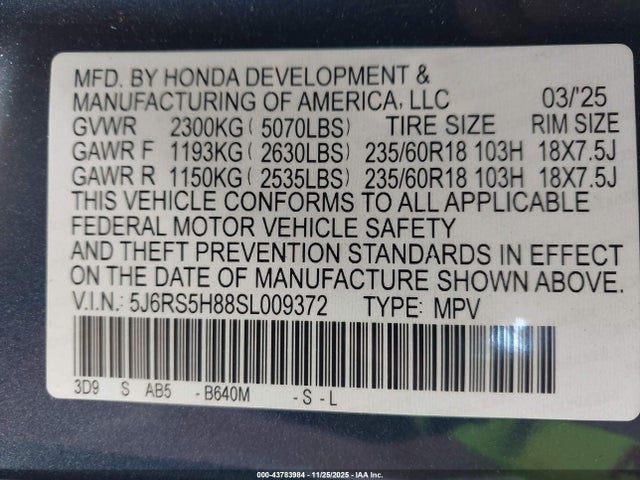 MFD. BY HONDA DEVELOPMENT &
MANUFACTURING OF AMERICA, LLC 03/'25
GVWR 2300KG ( 5070LBS ) TIRE SIZE RIM SIZE
GAWR F 1193KG ( 2630LBS ) 235/60R18 103H 18X7.5J
GAWR R 1150KG ( 2535LBS ) 235/60R18 103H 18X7.5J
THIS VEHICLE CONFORMS TO ALL APPLICABLE
FEDERAL MOTOR VEHICLE SAFETY
AND THEFT PREVENTION STANDARDS IN EFFECT
ON THE DATE OF MANUFACTURE SHOWN ABOVE.
V.I.N.: 5J6RS5H88SL009372 TYPE: MPV
3D9 S AB5 - B640M - S - L
000-43783984 - 11/25/2025 - IAA Inc.